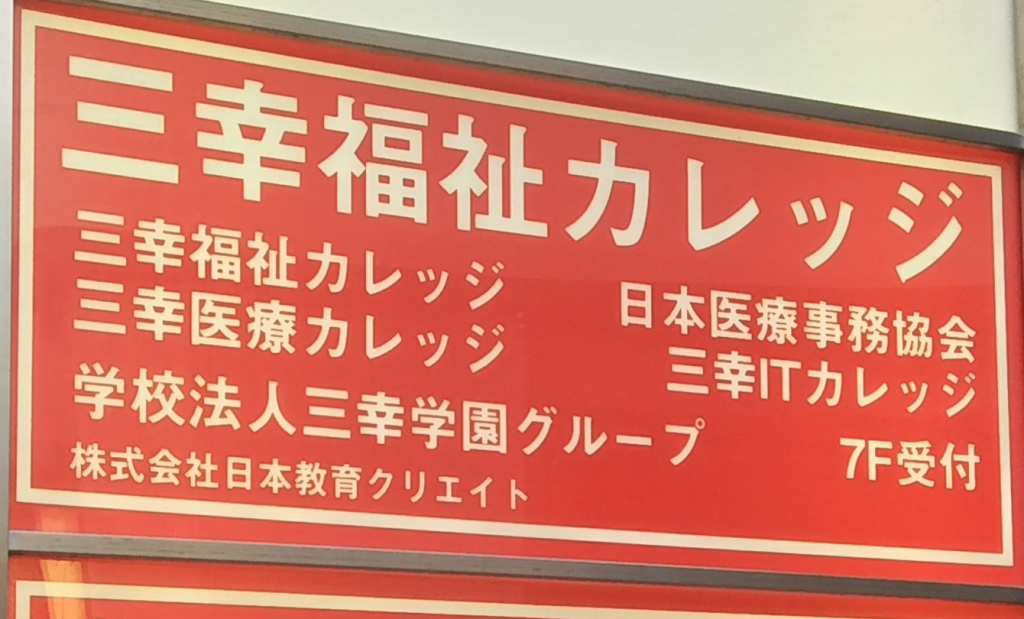 三幸福祉カレッジ
三幸福祉カレッジ
日本医療事務協会
三幸医療カレッジ
三幸ITカレッジ
学校法人三幸学園グループ
7F受付
株式会社日本教育クリエイト